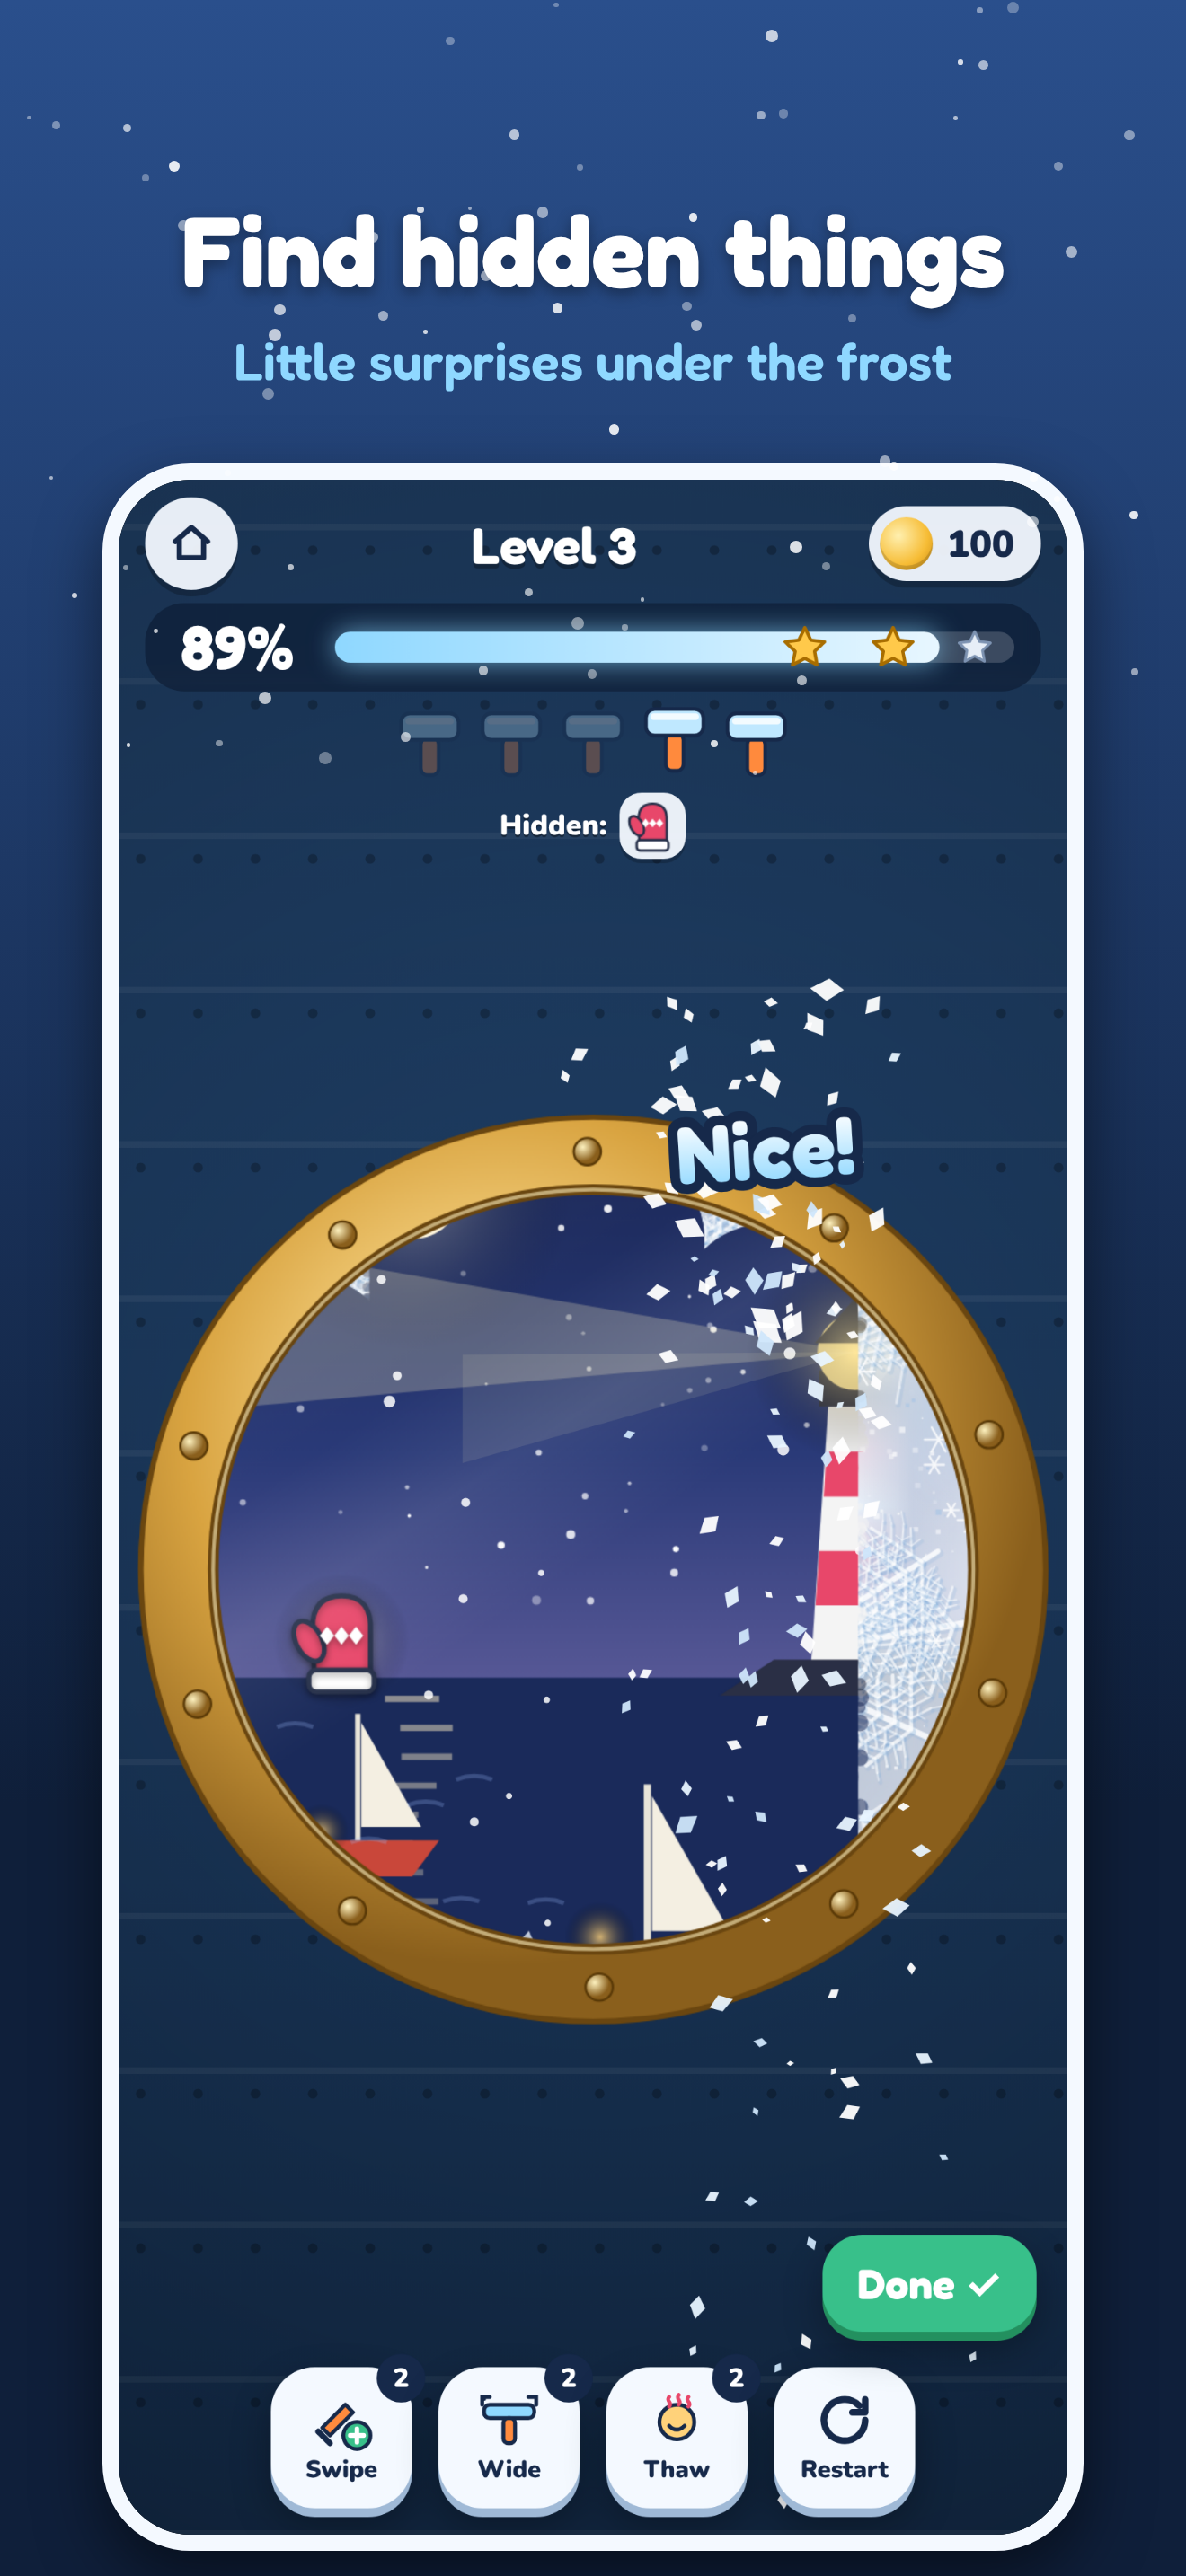 Find hidden things
Little surprises under the frost
Level 3
100
89%
Hidden:
Nice!
Done
2
2
2
Swipe
Wide
Thaw
Restart